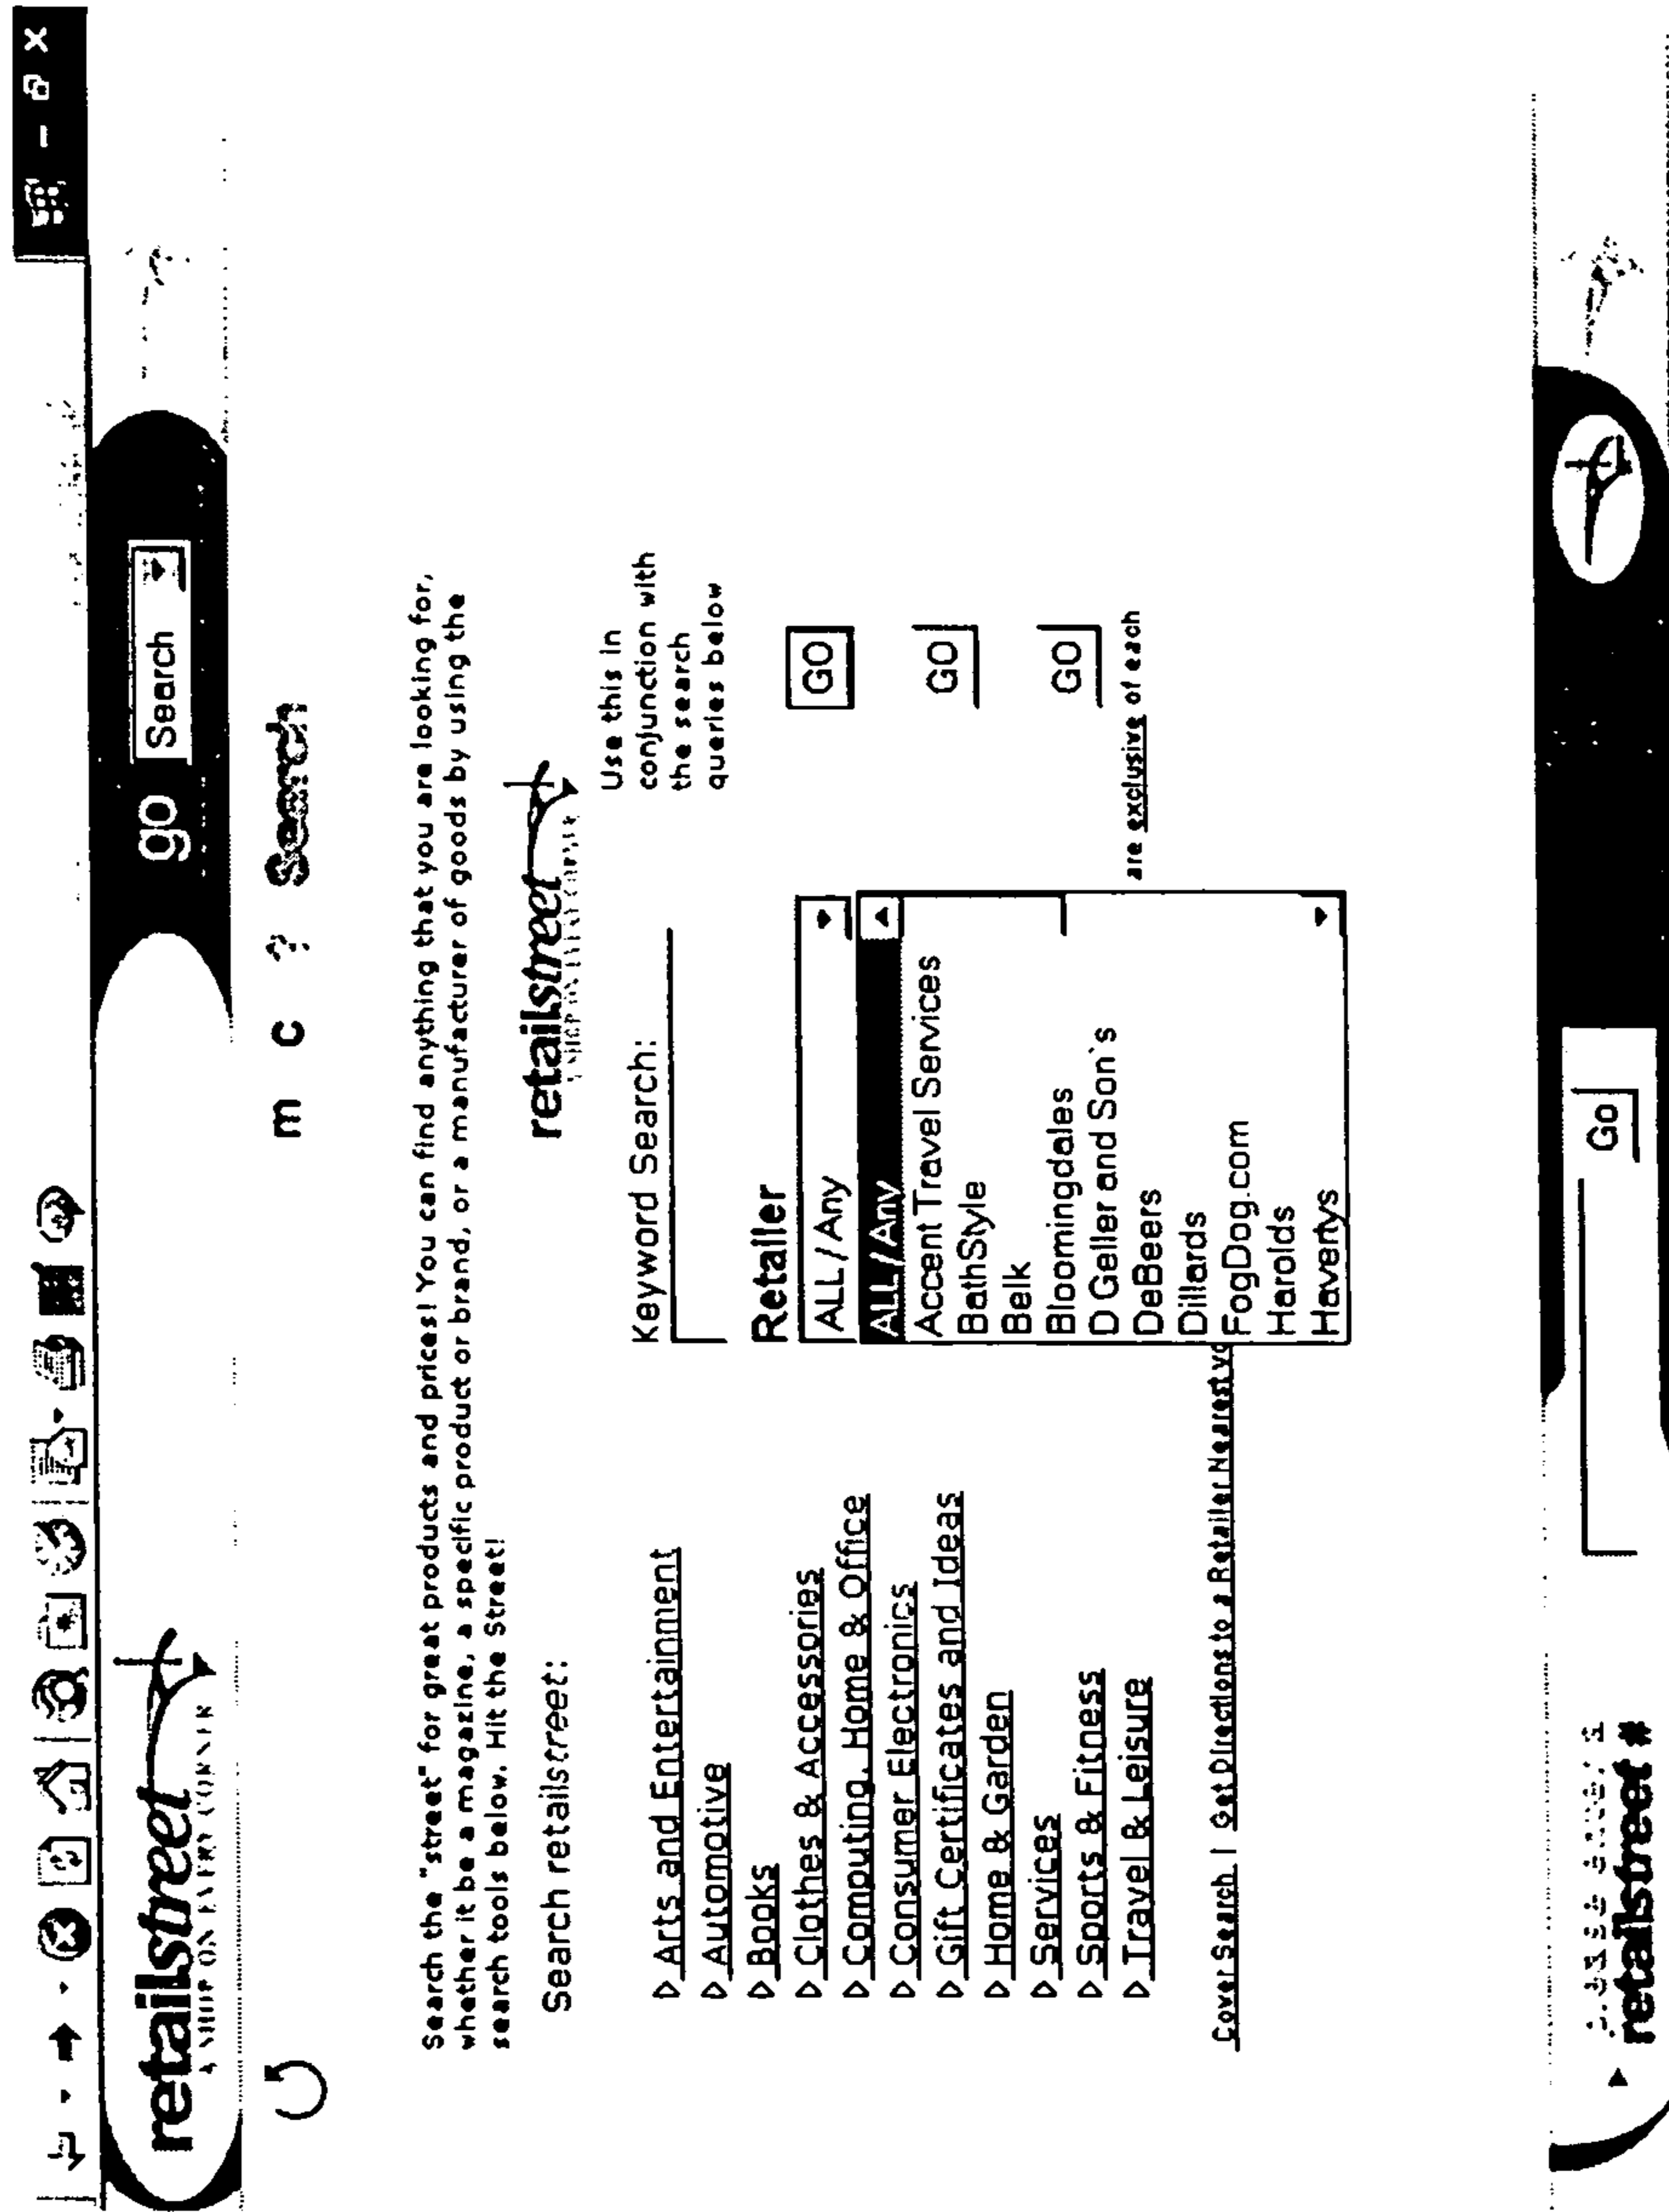 retailstreet
A SHOP ON EVERY CORNER
go
Search
m c ? Search
Search the "street" for great products and prices! You can find anything that you are looking for,
whether it be a magazine, a specific product or brand, or a manufacturer of goods by using the
search tools below. Hit the Street!
Search retailstreet:
retailstreet
A SHOP ON EVERY CORNER
Arts and Entertainment
Automotive
Books
Clothes & Accessories
Computing, Home & Office
Consumer Electronics
Gift Certificates and Ideas
Home & Garden
Services
Sports & Fitness
Travel & Leisure
Keyword Search:
Use this in
conjunction with
the search
queries below
Retailer
ALL / Any
GO
ALL / Any
Accent Travel Services
BathStyle
Belk
Bloomingdales
D Geller and Son`s
DeBeers
Dillards
FogDog.com
Harolds
Havertys
GO
GO
are exclusive of each
Cover Search | Get Directions to a Retailer Nearest yo
retailstreet #
Go